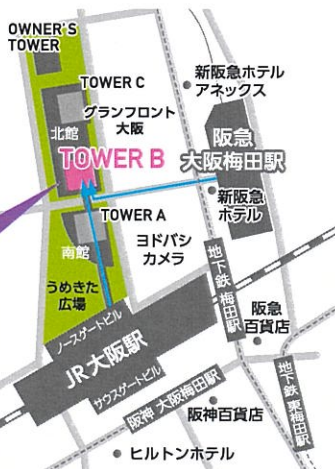 OWNER'S
TOWER
TOWER C
新阪急ホテル
アネックス
グランフロント
大阪
北館
阪急
大阪梅田駅
TOWER B
新阪急
ホテル
TOWER A
南館
ヨドバシ
カメラ
うめきた
広場
地下鉄 梅田駅
ノースゲートビル
JR大阪駅
サウスゲートビル
阪急
百貨店
地下鉄 東梅田駅
阪神 大阪梅田駅
阪神百貨店
ヒルトンホテル